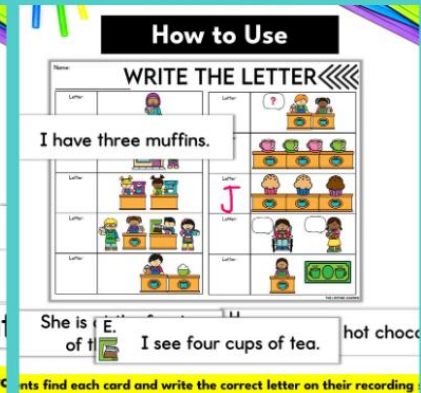 How to Use
Name:
WRITE THE LETTER
Letter
Letter
?
I have three muffins.
Letter
Letter
J
Letter
Letter
Letter
Letter
She is
E.
I see four cups of tea.
hot choc
of
find each card and write the correct letter on their recording